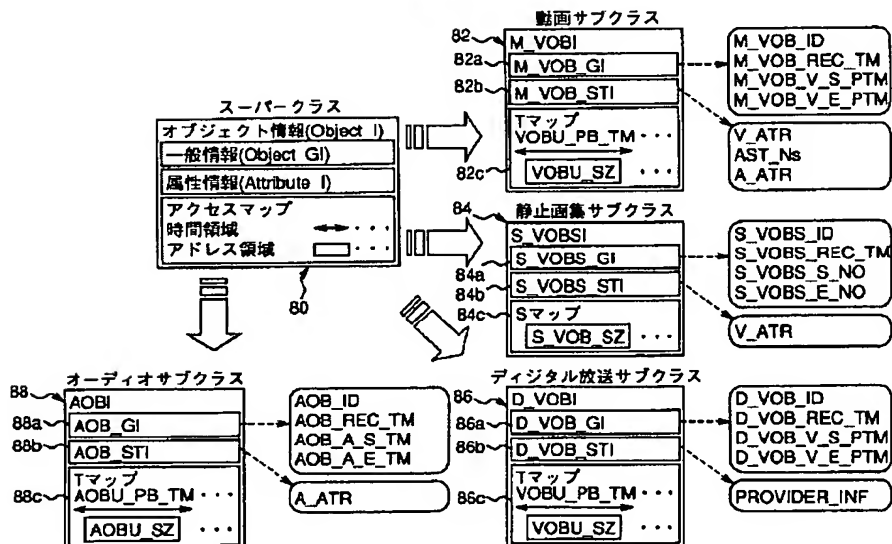 スーパークラス
オブジェクト情報(Object I)
一般情報(Object GI)
属性情報(Attribute I)
アクセスマップ
時間領域 ・・・
アドレス領域 ・・・
80
動画サブクラス
82
M_VOBI
82a
M_VOB_GI
82b
M_VOB_STI
Tマップ
VOBU_PB_TM ・・・
82c
VOBU_SZ ・・・
M_VOB_ID
M_VOB_REC_TM
M_VOB_V_S_PTM
M_VOB_V_E_PTM
V_ATR
AST_Ns
A_ATR
静止画集サブクラス
84
S_VOBSI
84a
S_VOBS_GI
84b
S_VOBS_STI
84c
Sマップ
S_VOB_SZ ・・・
S_VOBS_ID
S_VOBS_REC_TM
S_VOBS_S_NO
S_VOBS_E_NO
V_ATR
オーディオサブクラス
88
AOBI
88a
AOB_GI
88b
AOB_STI
Tマップ
88c
AOBU_PB_TM ・・・
AOBU_SZ ・・・
AOB_ID
AOB_REC_TM
AOB_A_S_TM
AOB_A_E_TM
A_ATR
ディジタル放送サブクラス
86
D_VOBI
86a
D_VOB_GI
86b
D_VOB_STI
Tマップ
86c
VOBU_PB_TM ・・・
VOBU_SZ ・・・
D_VOB_ID
D_VOB_REC_TM
D_VOB_V_S_PTM
D_VOB_V_E_PTM
PROVIDER_INF